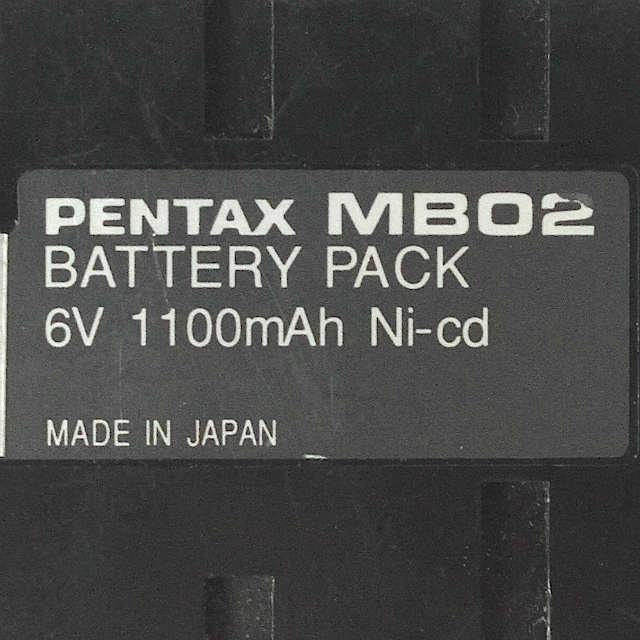 PENTAX MB02
BATTERY PACK
6V 1100mAh Ni-cd
MADE IN JAPAN